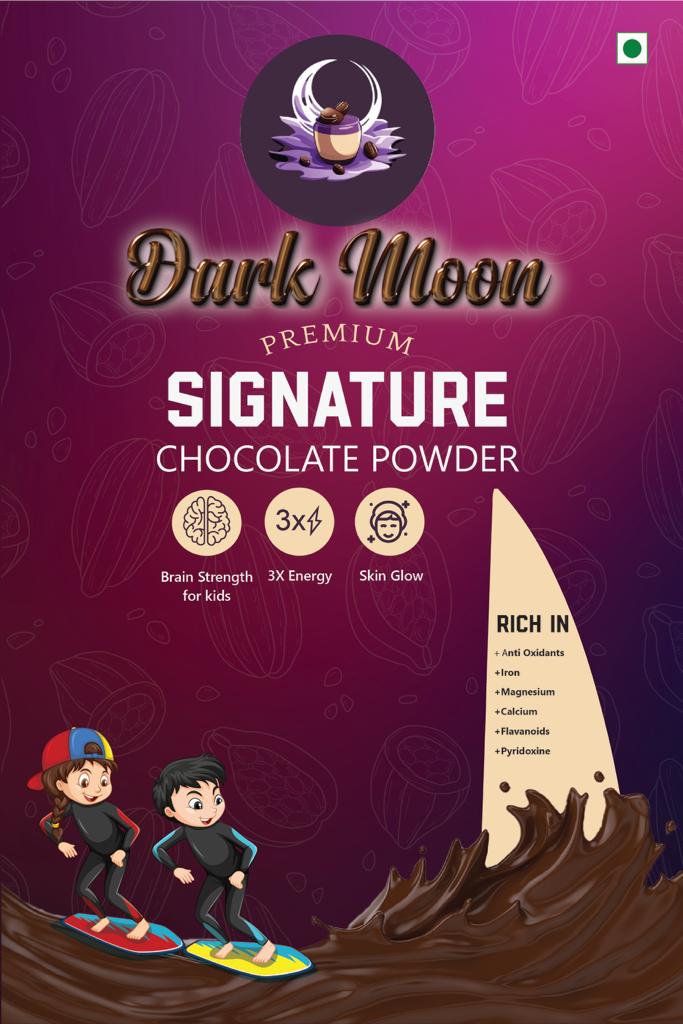 Dark Moon
PREMIUM
SIGNATURE
CHOCOLATE POWDER
3x
Brain Strength
for kids
3X Energy
Skin Glow
RICH IN
+ Anti Oxidants
+Iron
+Magnesium
+Calcium
+Flavanoids
+Pyridoxine